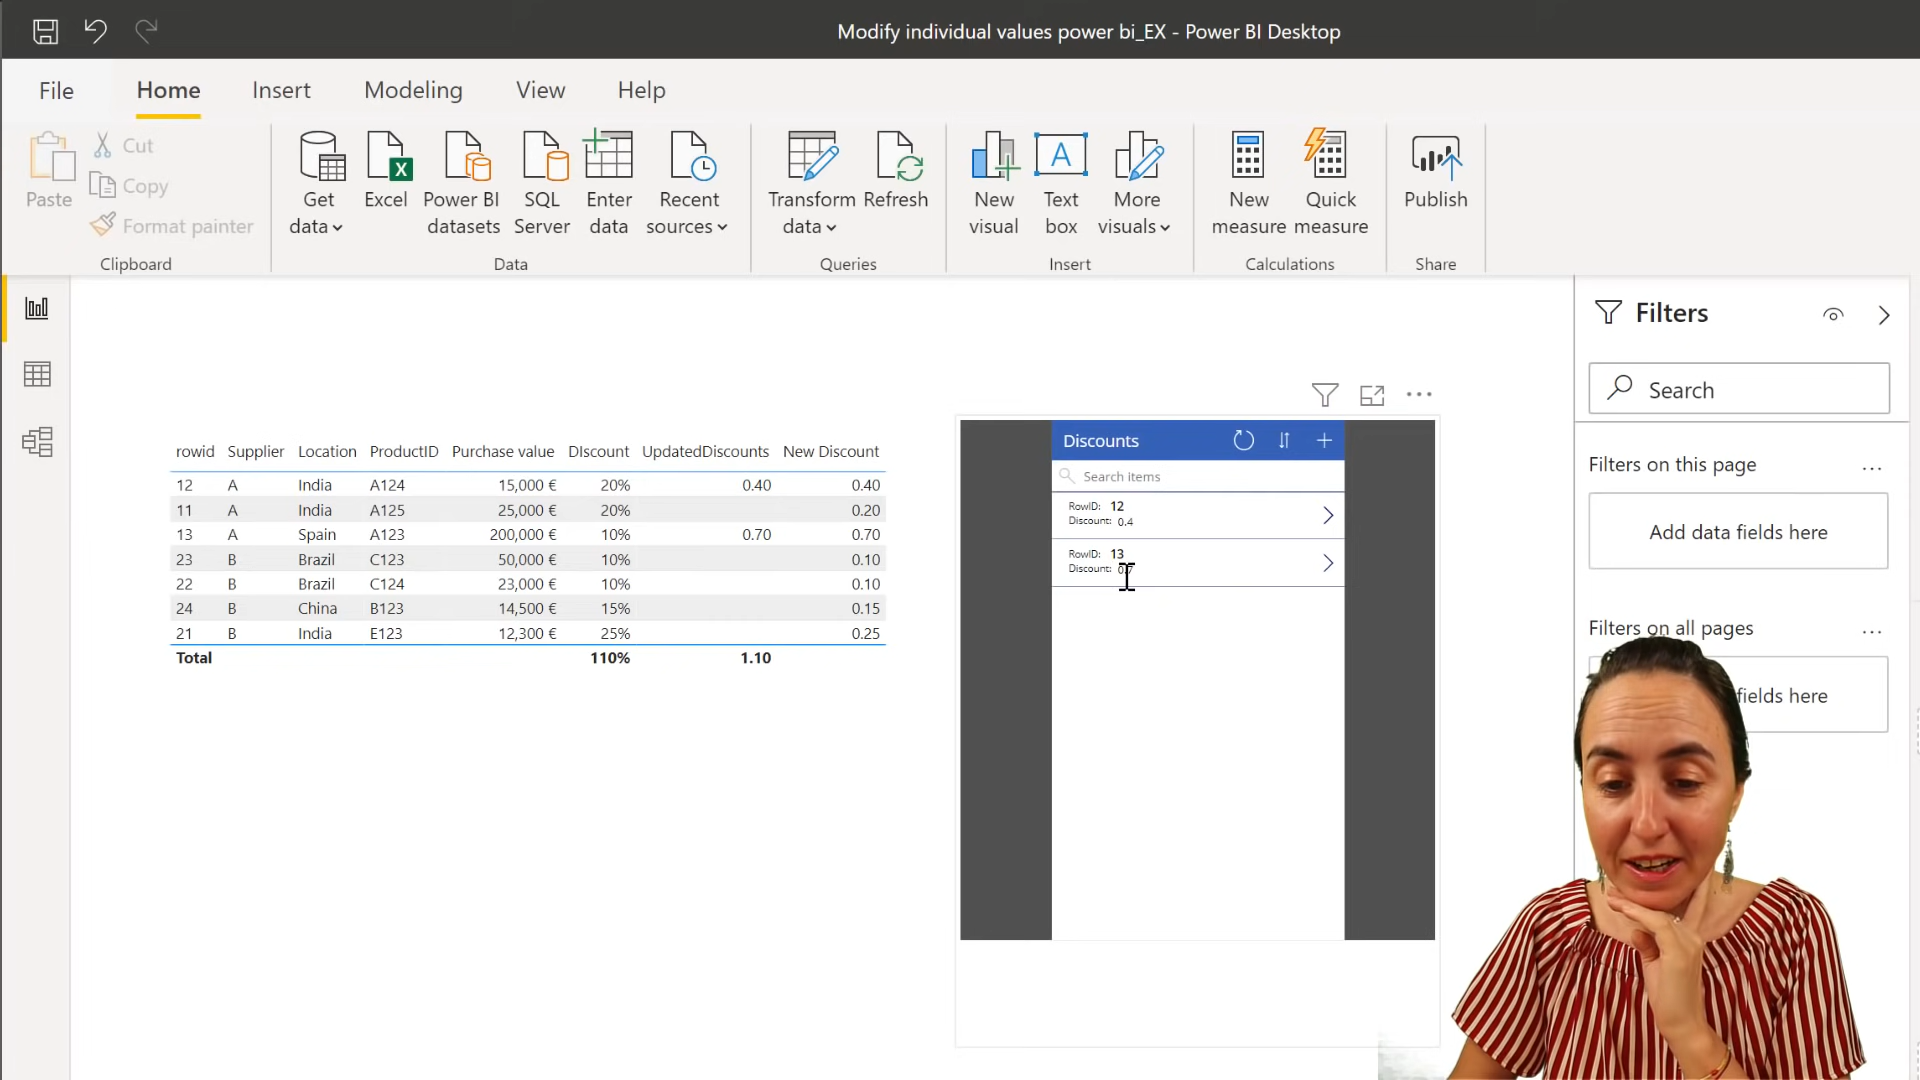 Modify individual values power bi_EX - Power BI Desktop
File Home Insert Modeling View Help
Paste
Cut
Copy
Format painter
Clipboard
Get data
Excel
Power BI datasets
SQL Server
Enter data
Recent sources
Data
Transform data
Refresh
Queries
New visual
Text box
More visuals
Insert
New measure
Quick measure
Calculations
Publish
Share
rowid Supplier Location ProductID Purchase value DIscount UpdatedDiscounts New Discount
12 A India A124 15,000 € 20% 0.40 0.40
11 A India A125 25,000 € 20% 0.20
13 A Spain A123 200,000 € 10% 0.70 0.70
23 B Brazil C123 50,000 € 10% 0.10
22 B Brazil C124 23,000 € 10% 0.10
24 B China B123 14,500 € 15% 0.15
21 B India E123 12,300 € 25% 0.25
Total 110% 1.10
Discounts
Search items
RowID: 12
Discount: 0.4
RowID: 13
Discount:
Filters
Search
Filters on this page
Add data fields here
Filters on all pages
fields here